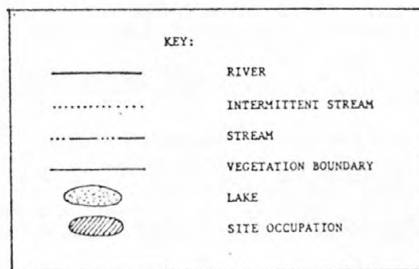 KEY:
RIVER
INTERMITTENT STREAM
STREAM
VEGETATION BOUNDARY
LAKE
SITE OCCUPATION